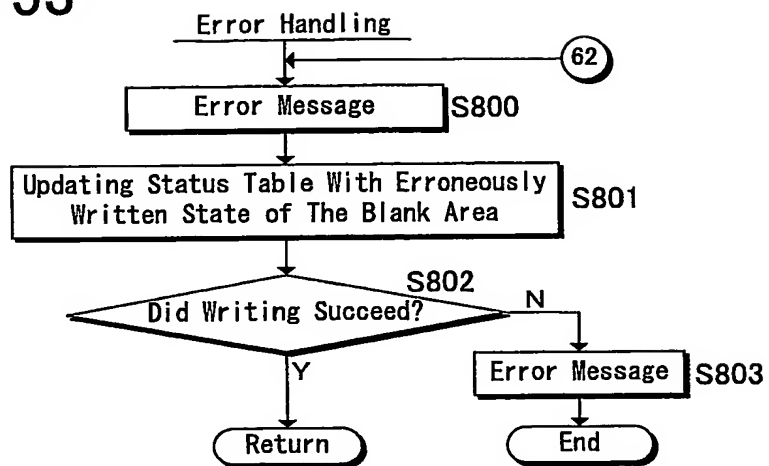 Error Handling
62
Error Message
S800
Updating Status Table With Erroneously
Written State of The Blank Area
S801
S802
Did Writing Succeed?
N
Y
Error Message
S803
Return
End